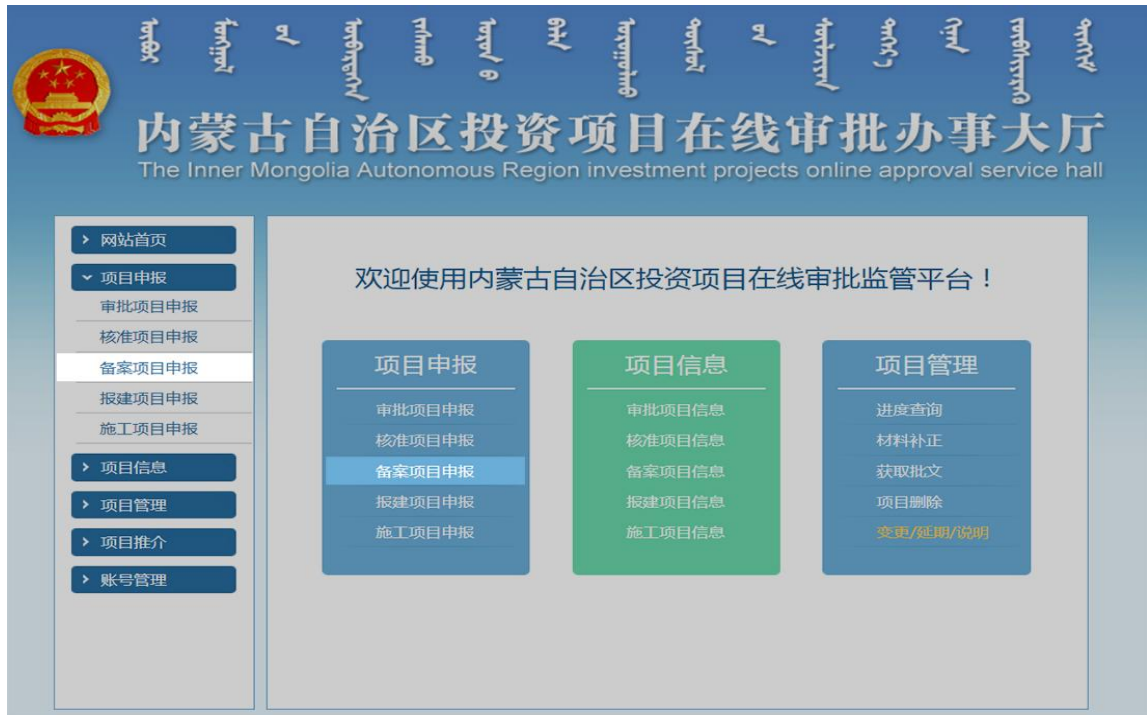 内蒙古自治区投资项目在线审批办事大厅
The Inner Mongolia Autonomous Region investment projects online approval service hall
网站首页
项目申报
审批项目申报
核准项目申报
备案项目申报
报建项目申报
施工项目申报
项目信息
项目管理
项目推介
账号管理
欢迎使用内蒙古自治区投资项目在线审批监管平台！
项目申报
审批项目申报
核准项目申报
备案项目申报
报建项目申报
施工项目申报
项目信息
审批项目信息
核准项目信息
备案项目信息
报建项目信息
施工项目信息
项目管理
进度查询
材料补正
获取批文
项目删除
变更/延期/说明